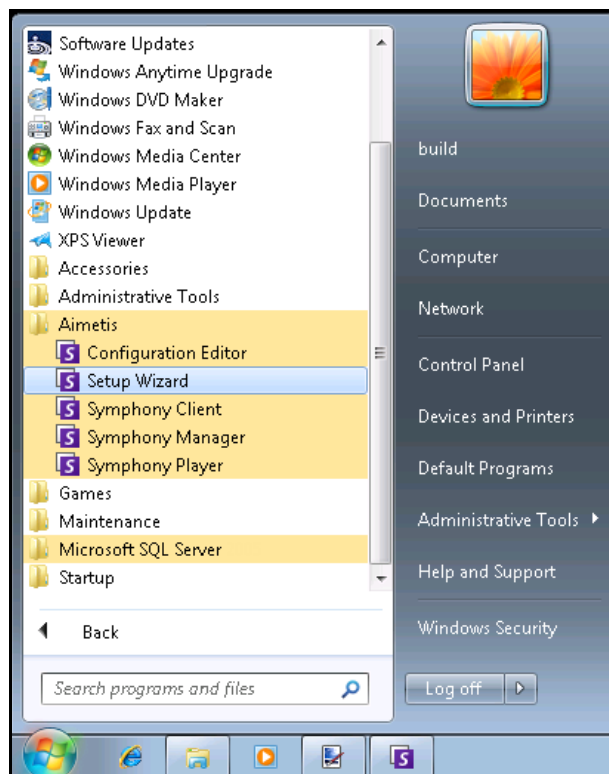 Software Updates
Windows Anytime Upgrade
Windows DVD Maker
Windows Fax and Scan
Windows Media Center
Windows Media Player
Windows Update
XPS Viewer
Accessories
Administrative Tools
Aimetis
Configuration Editor
Setup Wizard
Symphony Client
Symphony Manager
Symphony Player
Games
Maintenance
Microsoft SQL Server
Startup
Back
Search programs and files
build
Documents
Computer
Network
Control Panel
Devices and Printers
Default Programs
Administrative Tools
Help and Support
Windows Security
Log off